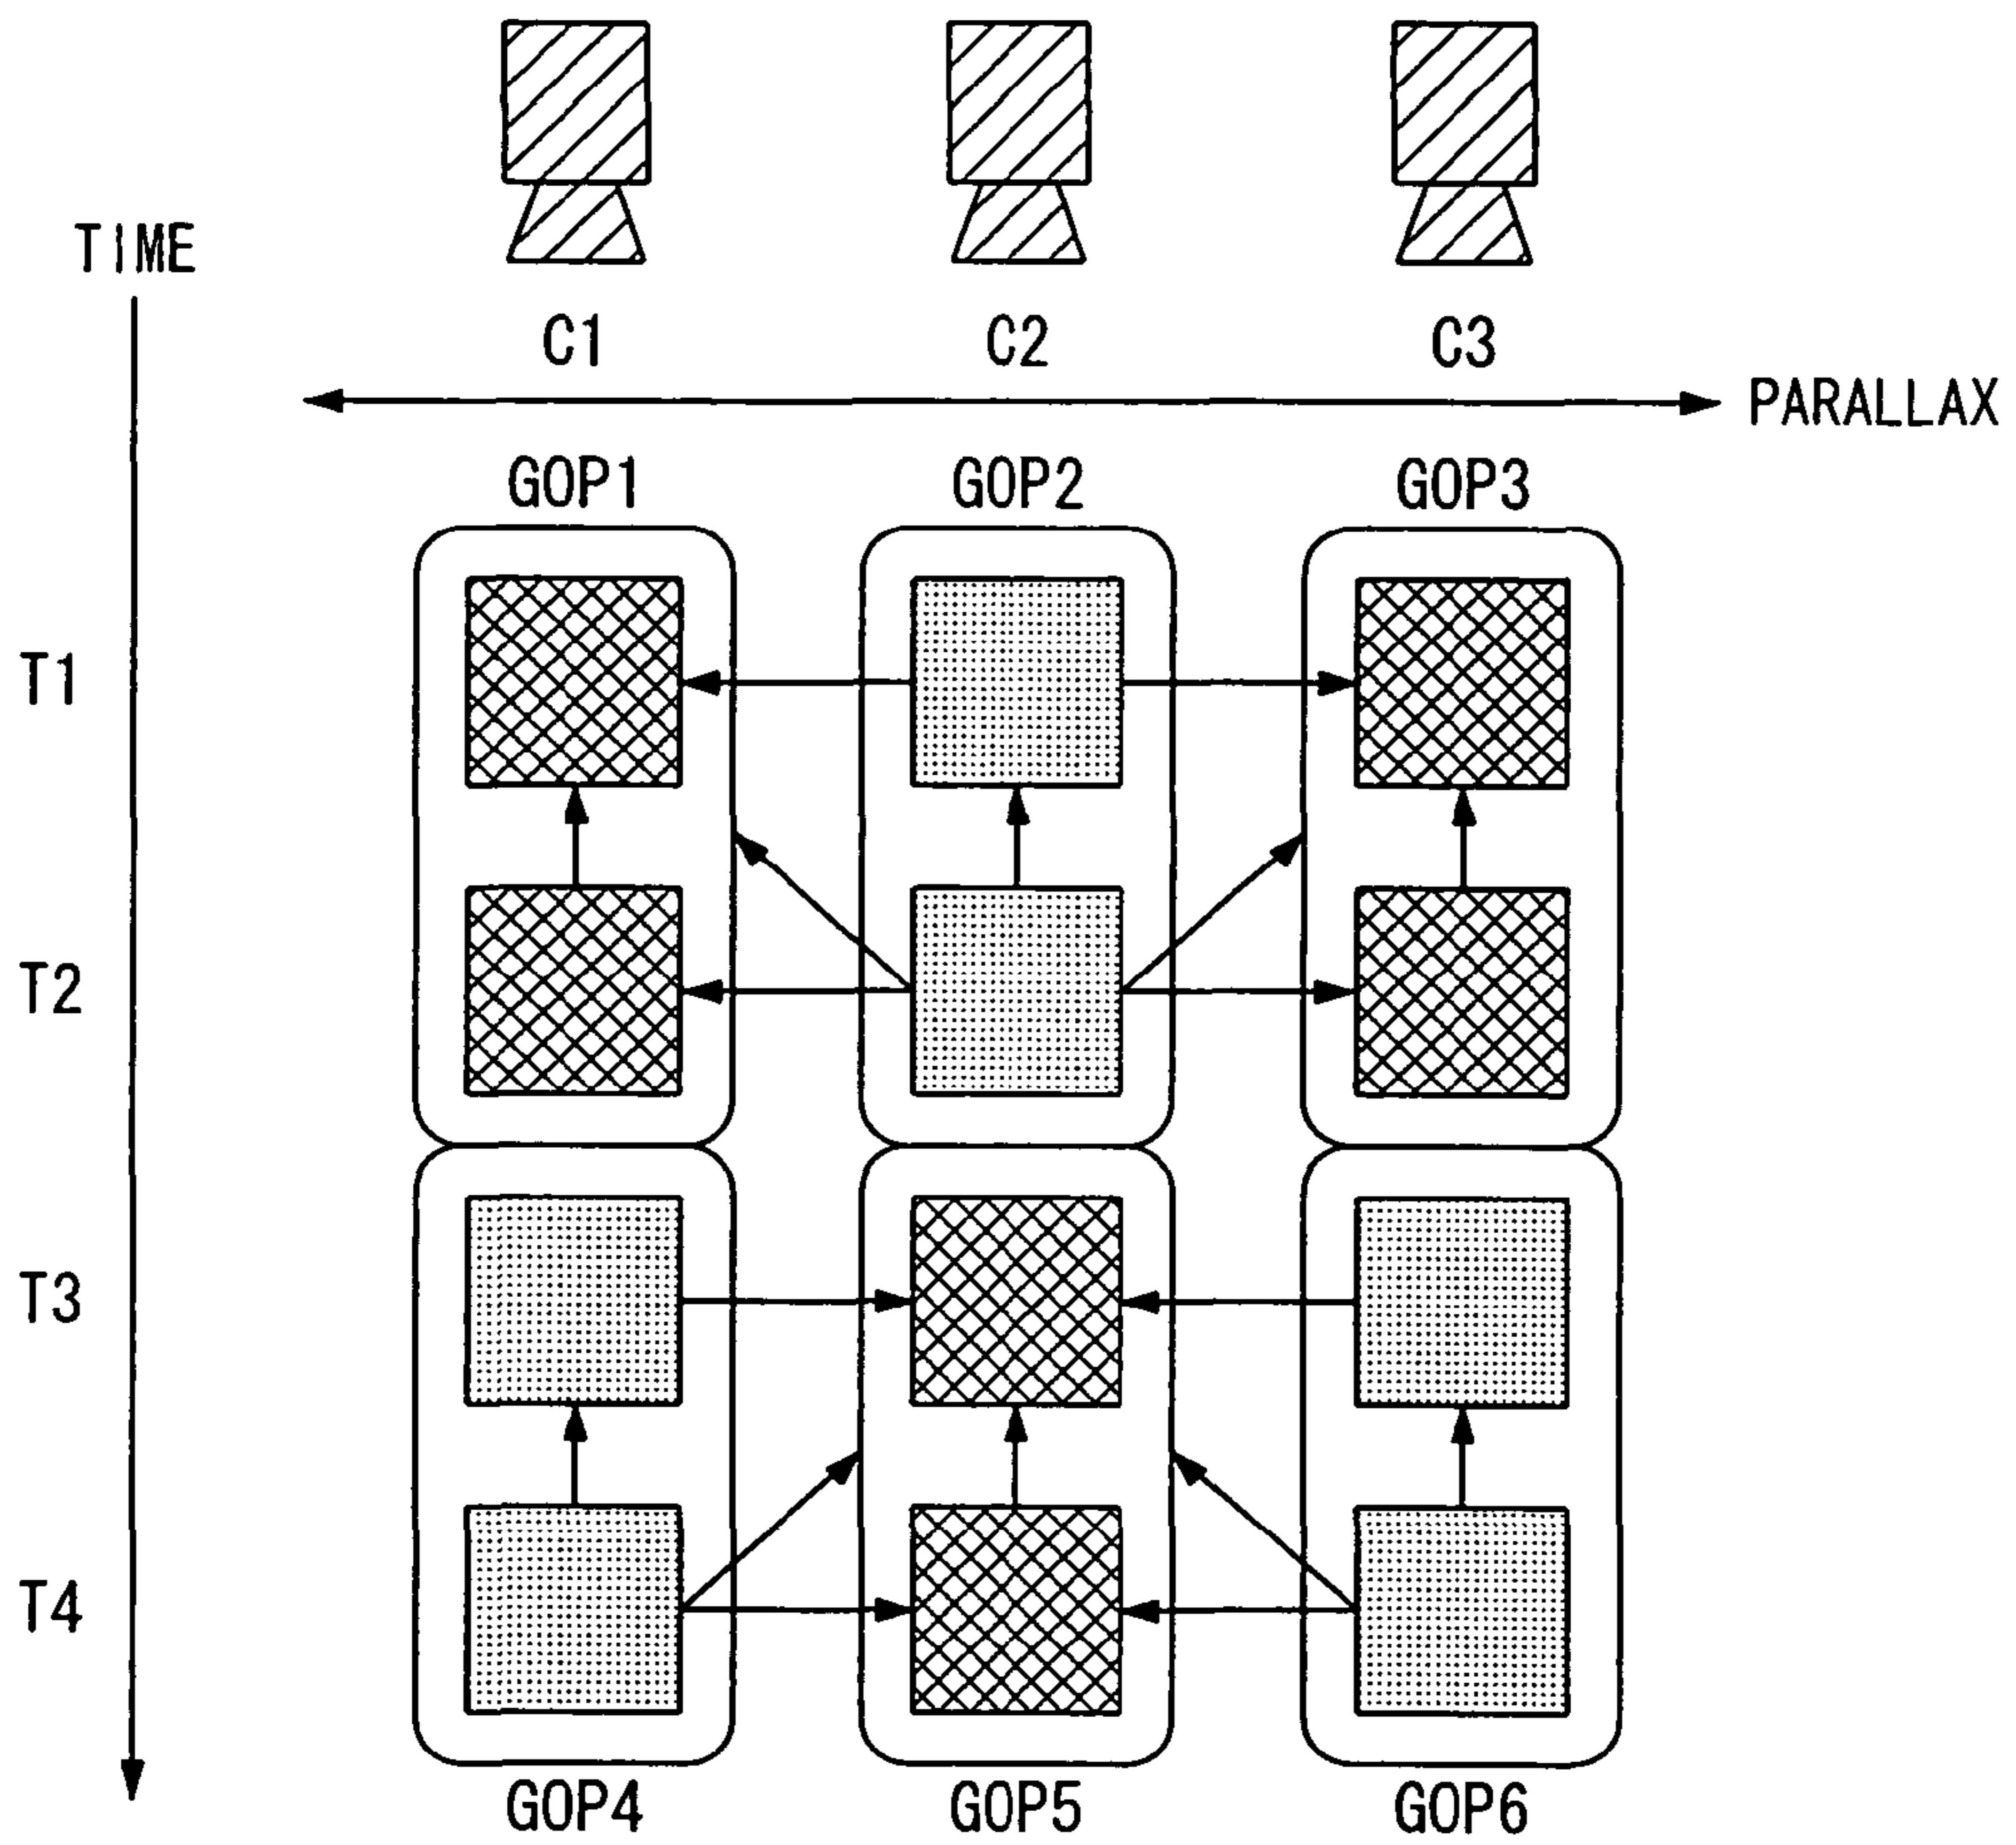 TIME
C1 C2 C3
PARALLAX
GOP1 GOP2 GOP3
T1
T2
T3
T4
GOP4 GOP5 GOP6